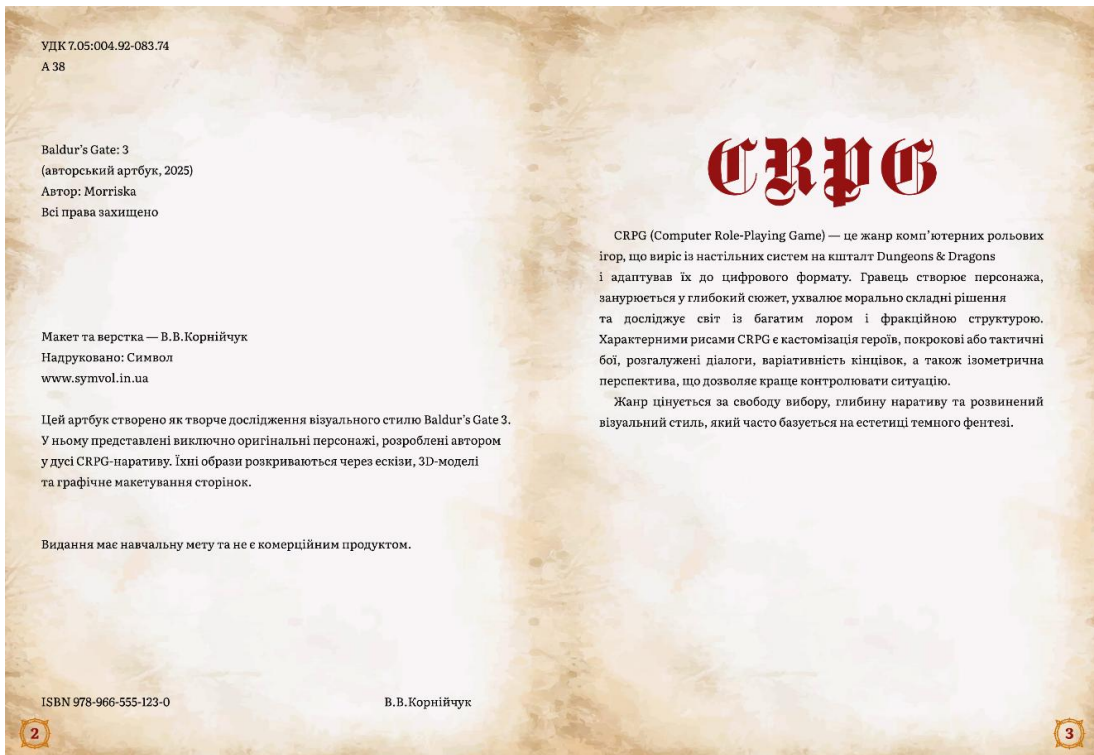 УДК 7.05:004.92-083.74
А 38
Baldur’s Gate: 3
(авторський артбук, 2025)
Автор: Morriska
Всі права захищено
Макет та верстка — В.В.Корнійчук
Надруковано: Символ
www.symvol.in.ua
Цей артбук створено як творче дослідження візуального стилю Baldur’s Gate 3.
У ньому представлені виключно оригінальні персонажі, розроблені автором
у дусі CRPG-наративу. Їхні образи розкриваються через ескізи, 3D-моделі
та графічне макетування сторінок.
Видання має навчальну мету та не є комерційним продуктом.
ISBN 978-966-555-123-0
В.В.Корнійчук
2
CRPG
CRPG (Computer Role-Playing Game) — це жанр комп’ютерних рольових
ігор, що виріс із настільних систем на кшталт Dungeons & Dragons
і адаптував їх до цифрового формату. Гравець створює персонажа,
занурюється у глибокий сюжет, ухвалює морально складні рішення
та досліджує світ із багатим лором і фракційною структурою.
Характерними рисами CRPG є кастомізація героїв, покрокові або тактичні
бої, розгалужені діалоги, варіативність кінцівок, а також ізометрична
перспектива, що дозволяє краще контролювати ситуацію.
Жанр цінується за свободу вибору, глибину наративу та розвинений
візуальний стиль, який часто базується на естетиці темного фентезі.
3